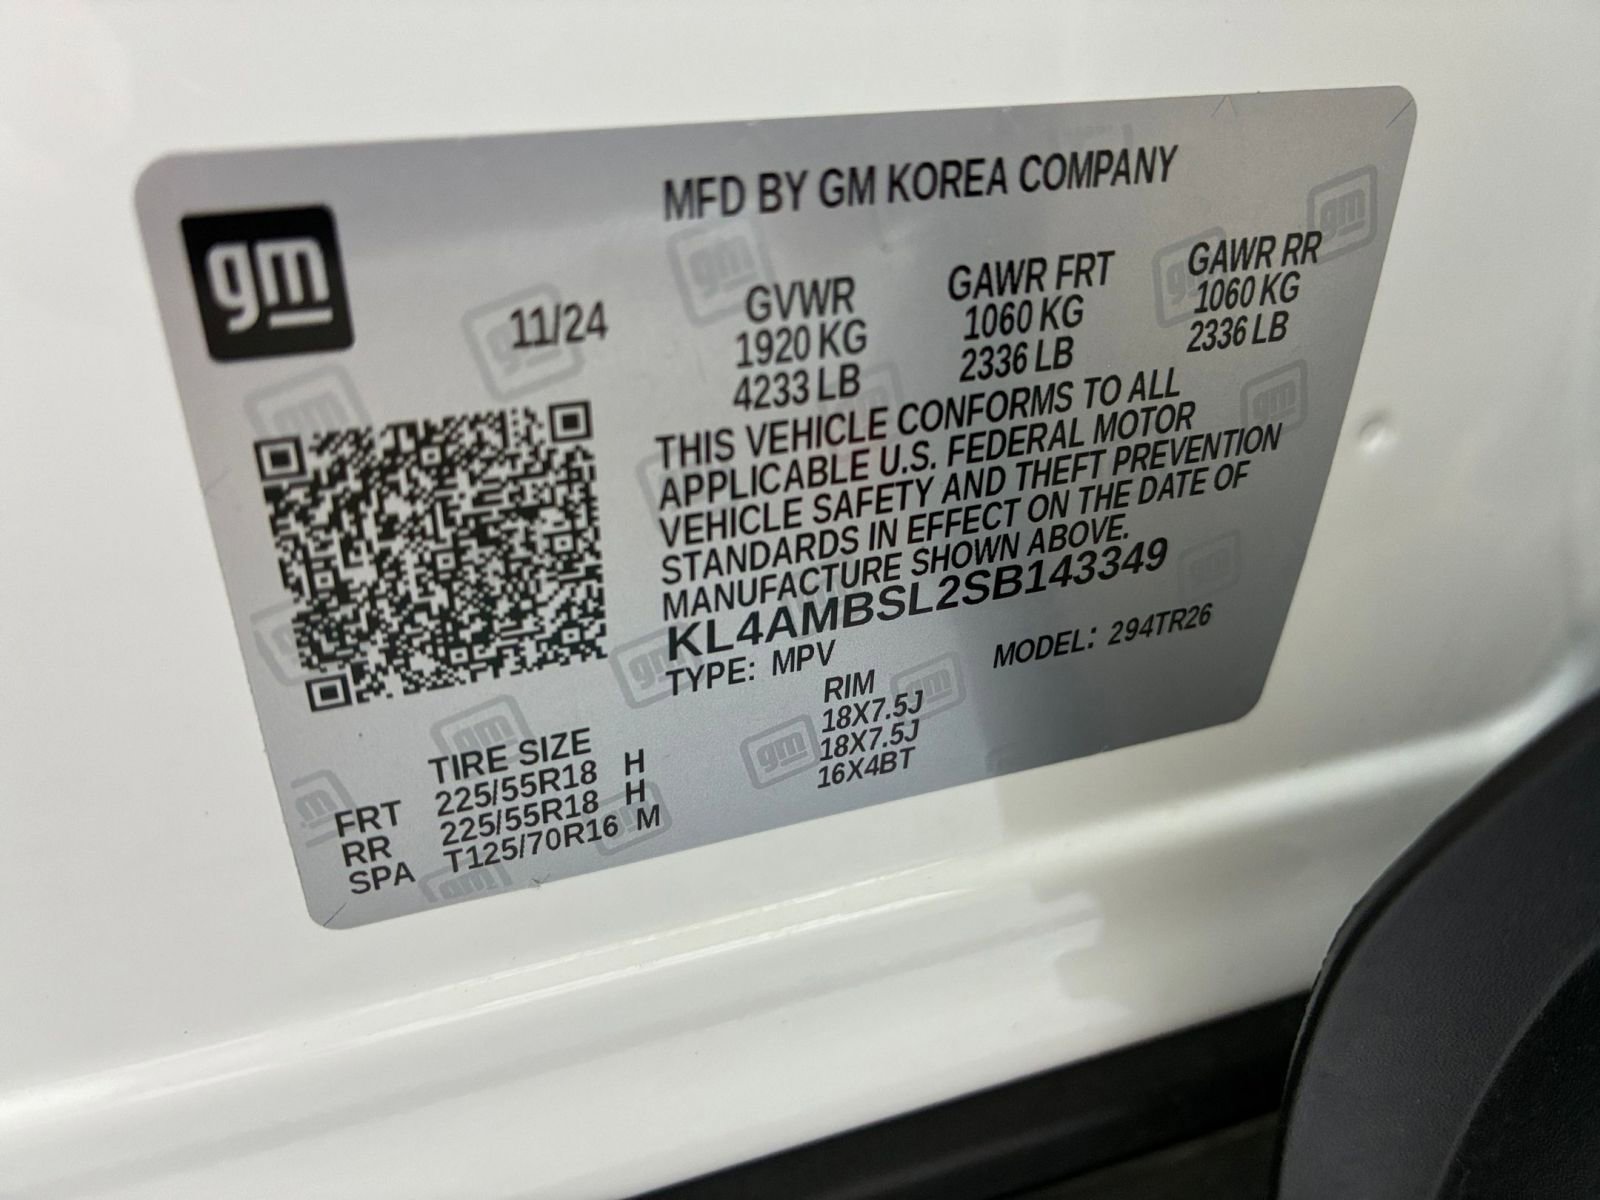 gm
MFD BY GM KOREA COMPANY
11/24
GVWR GAWR FRT GAWR RR
1920 KG 1060 KG 1060 KG
4233 LB 2336 LB 2336 LB
THIS VEHICLE CONFORMS TO ALL
APPLICABLE U.S. FEDERAL MOTOR
VEHICLE SAFETY AND THEFT PREVENTION
STANDARDS IN EFFECT ON THE DATE OF
MANUFACTURE SHOWN ABOVE.
KL4AMBSL2SB143349
TYPE: MPV MODEL: 294TR26
TIRE SIZE RIM
FRT 225/55R18 H 18X7.5J
RR 225/55R18 H 18X7.5J
SPA T125/70R16 M 16X4BT